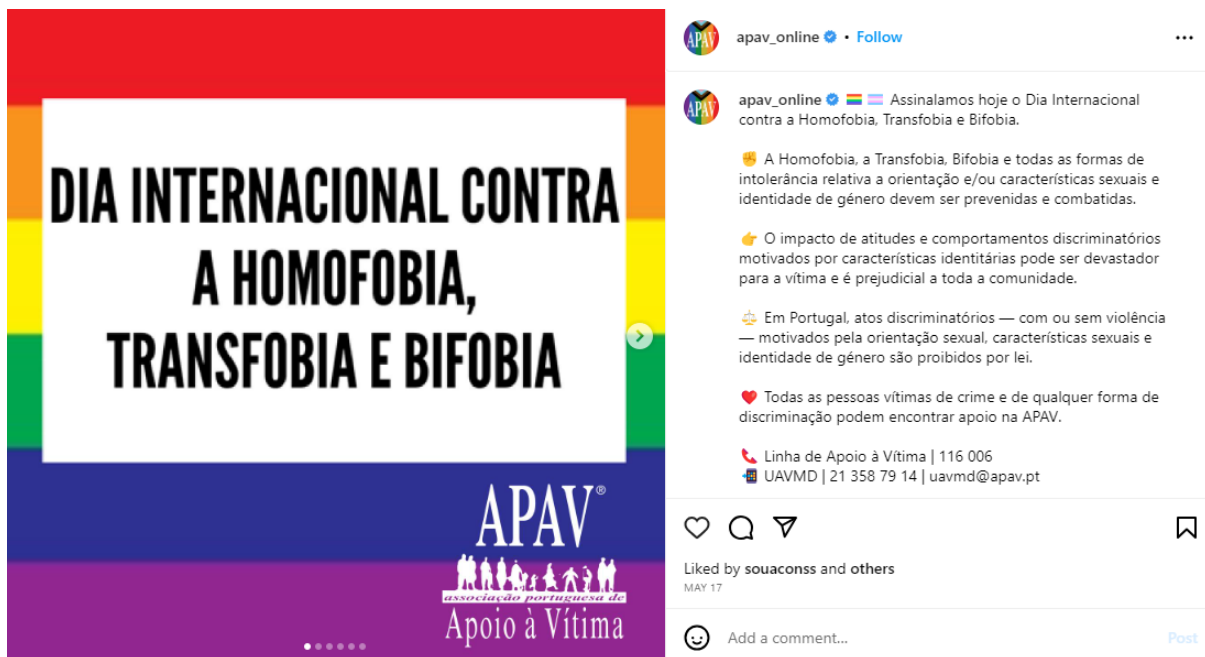 DIA INTERNACIONAL CONTRA
A HOMOFOBIA,
TRANSFOBIA E BIFOBIA
APAV®
associação portuguesa de
Apoio à Vítima
APAV
apav_online • Follow
APAV
apav_online Assinalamos hoje o Dia Internacional
contra a Homofobia, Transfobia e Bifobia.
A Homofobia, a Transfobia, Bifobia e todas as formas de
intolerância relativa a orientação e/ou características sexuais e
identidade de género devem ser prevenidas e combatidas.
O impacto de atitudes e comportamentos discriminatórios
motivados por características identitárias pode ser devastador
para a vítima e é prejudicial a toda a comunidade.
Em Portugal, atos discriminatórios — com ou sem violência
— motivados pela orientação sexual, características sexuais e
identidade de género são proibidos por lei.
Todas as pessoas vítimas de crime e de qualquer forma de
discriminação podem encontrar apoio na APAV.
Linha de Apoio à Vítima | 116 006
UAVMD | 21 358 79 14 | uavmd@apav.pt
Liked by souaconss and others
MAY 17
Add a comment...
Post